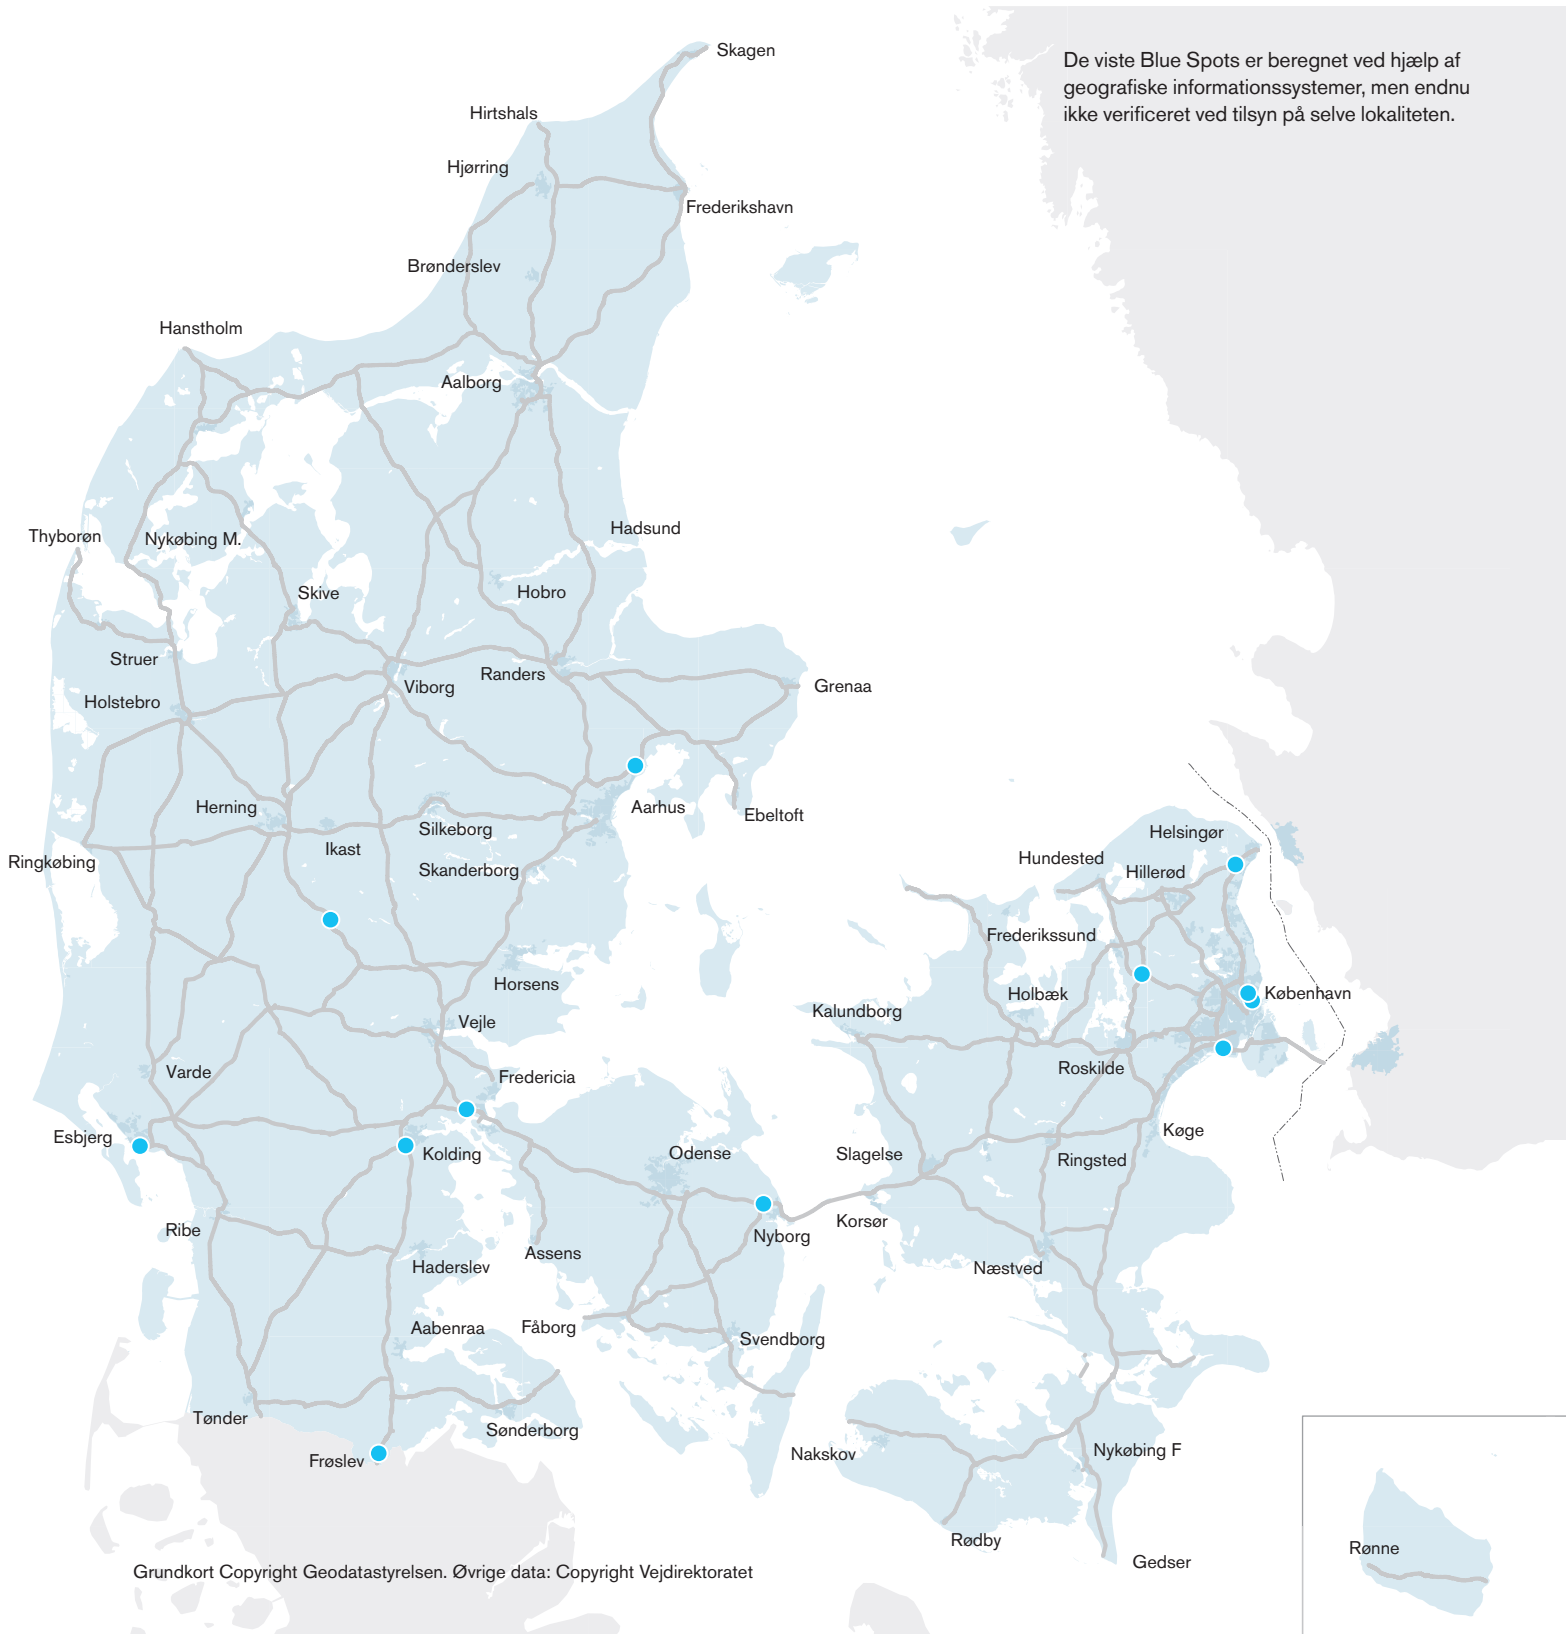 Skagen
De viste Blue Spots er beregnet ved hjælp af
geografiske informationssystemer, men endnu
ikke verificeret ved tilsyn på selve lokaliteten.
Hirtshals
Hjørring
Frederikshavn
Brønderslev
Hanstholm
Aalborg
Hadsund
Thyborøn
Nykøbing M.
Skive
Hobro
Struer
Randers
Viborg
Grenaa
Holstebro
Herning
Aarhus
Ebeltoft
Silkeborg
Helsingør
Ikast
Ringkøbing
Hundested
Skanderborg
Hillerød
Frederikssund
Horsens
Holbæk
København
Kalundborg
Vejle
Varde
Roskilde
Fredericia
Esbjerg
Køge
Kolding
Odense
Slagelse
Ringsted
Ribe
Korsør
Nyborg
Assens
Haderslev
Næstved
Aabenraa
Fåborg
Svendborg
Tønder
Sønderborg
Nakskov
Nykøbing F
Frøslev
Rødby
Rønne
Gedser
Grundkort Copyright Geodatastyrelsen. Øvrige data: Copyright Vejdirektoratet